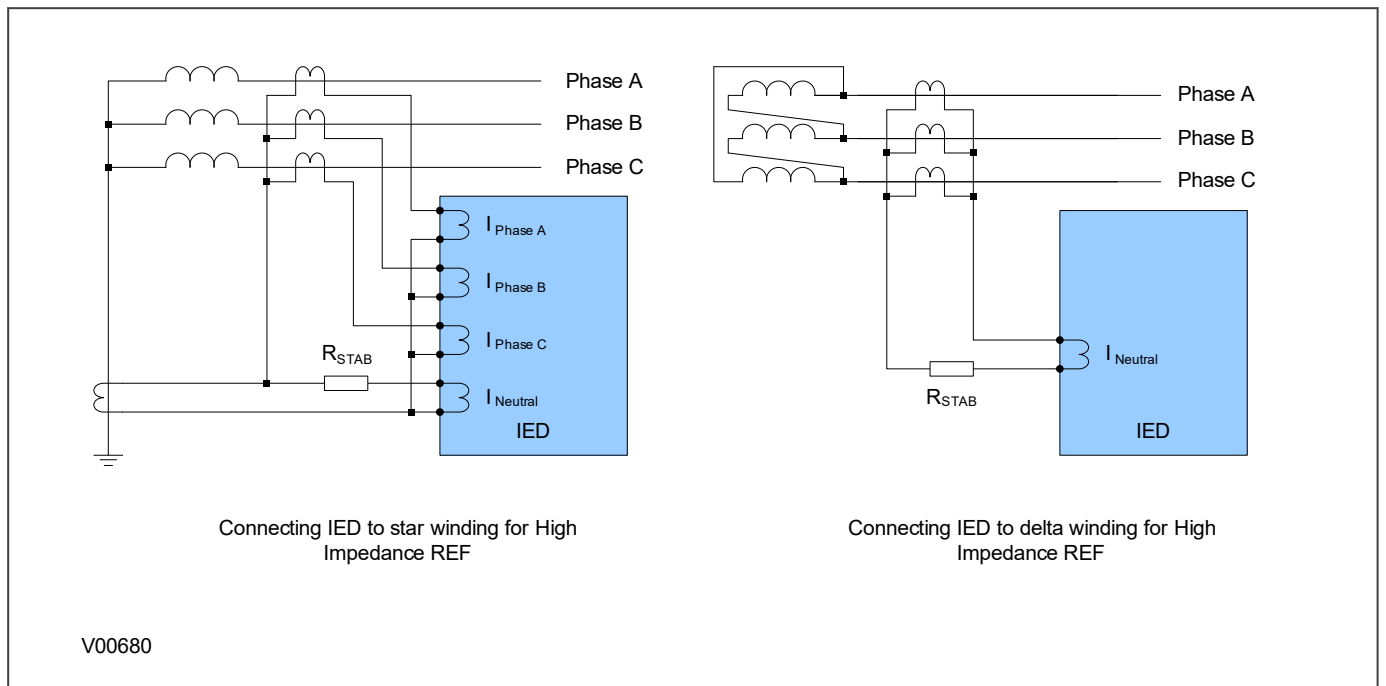 Phase A
Phase B
Phase C
I Phase A
I Phase B
I Phase C
RSTAB
I Neutral
IED
Connecting IED to star winding for High
Impedance REF
Phase A
Phase B
Phase C
I Neutral
RSTAB
IED
Connecting IED to delta winding for High
Impedance REF
V00680